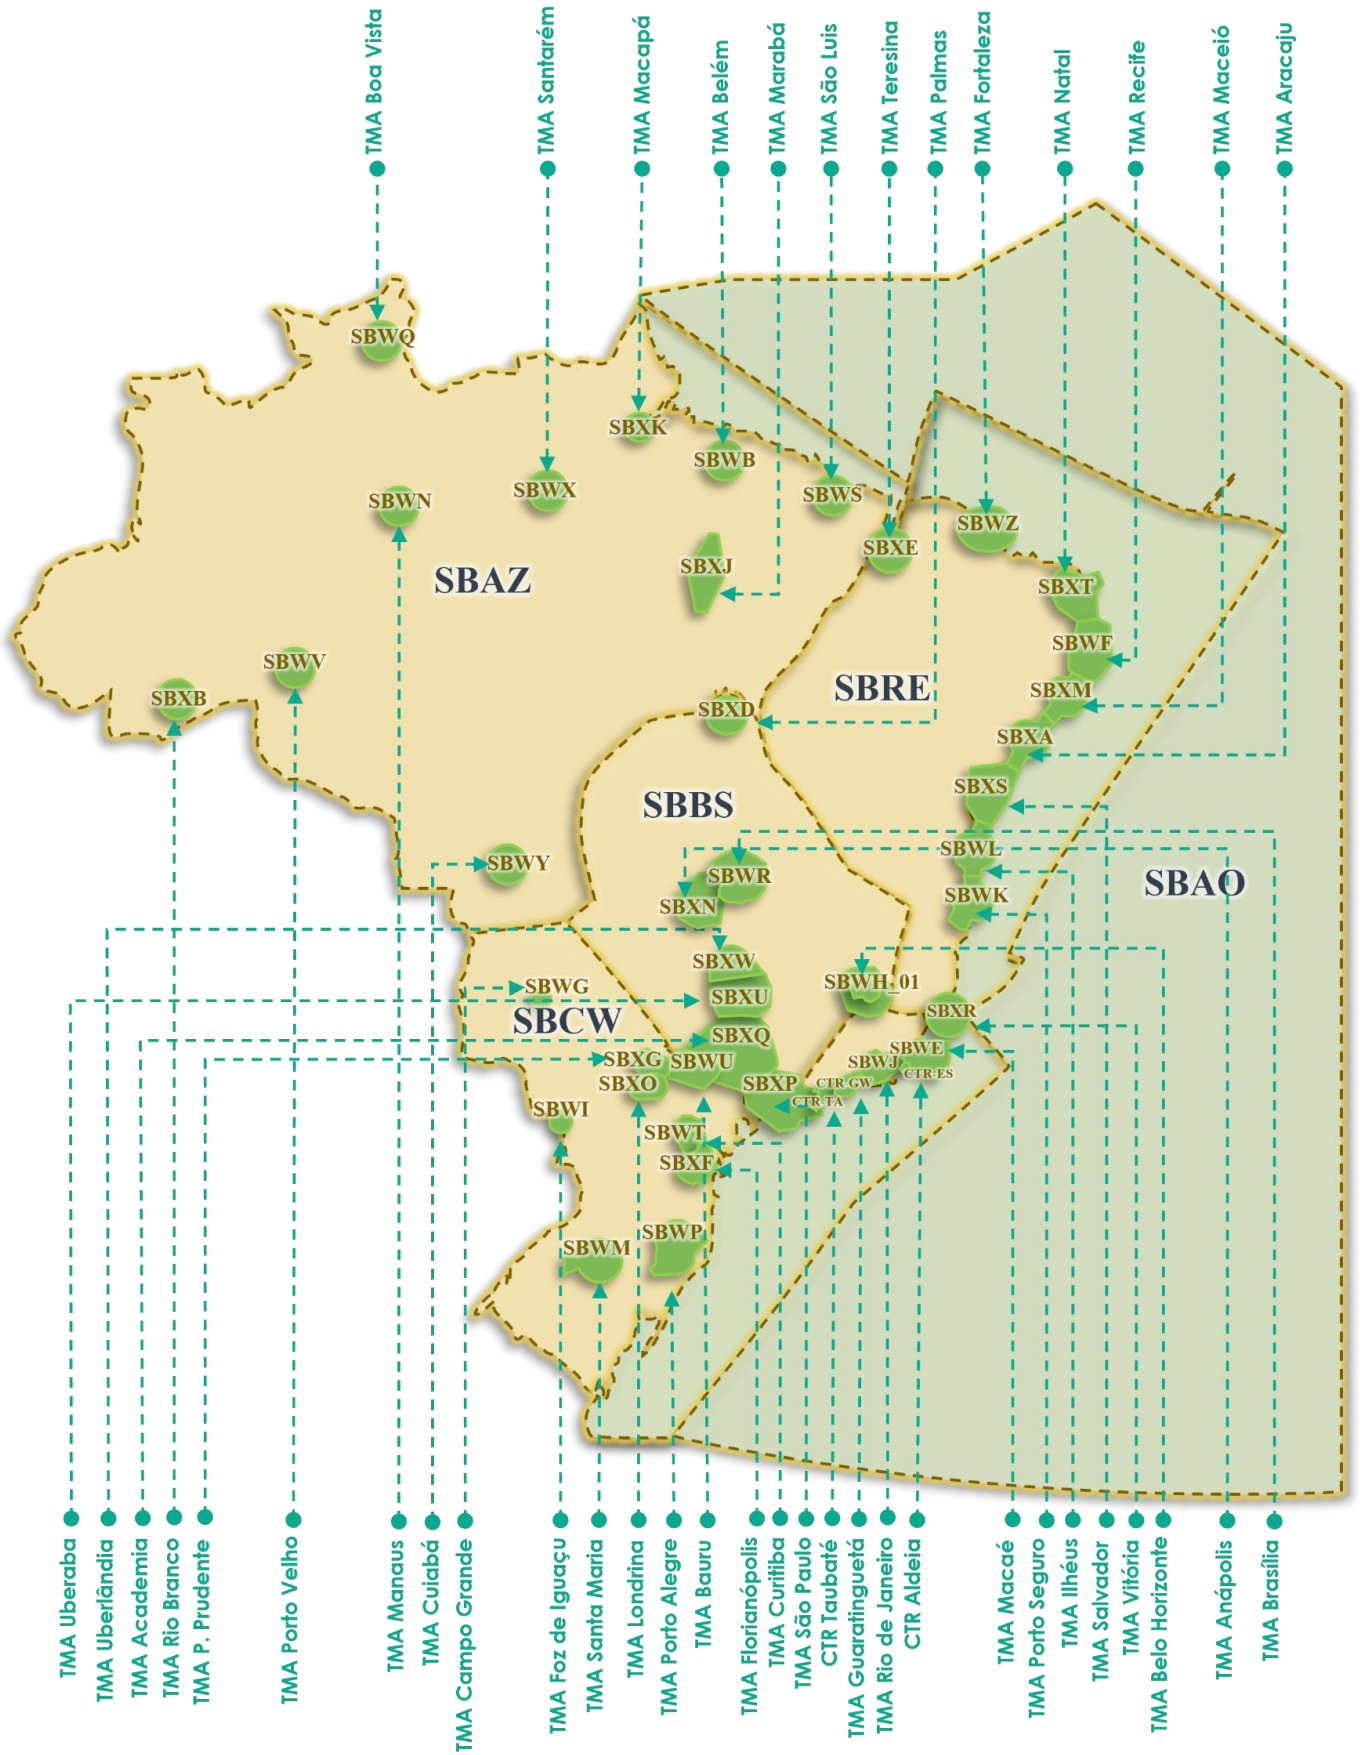 TMA Boa Vista
TMA Santarém
TMA Macapá
TMA Belém
TMA Marabá
TMA São Luis
TMA Teresina
TMA Palmas
TMA Fortaleza
TMA Natal
TMA Recife
TMA Maceió
TMA Aracaju
SBWQ
SBXK
SBWB
SBWX
SBWS
SBWN
SBWZ
SBXE
SBXJ
SBAZ
SBXT
SBWF
SBWV
SBXB
SBRE
SBXM
SBXD
SBXA
SBXS
SBBS
SBWL
SBWY
SBWR
SBAO
SBXN
SBWK
SBXW
SBWH_01
SBWG
SBXU
SBCW
SBXR
SBXQ
SBWE
SBXG
SBWU
SBWJ
CTR-ES
SBXO
SBXP
CTR-GW
CTR-TA
SBWI
SBWT
SBXF
SBWP
SBWM
TMA Uberaba
TMA Uberlândia
TMA Academia
TMA Rio Branco
TMA P. Prudente
TMA Porto Velho
TMA Manaus
TMA Cuiabá
TMA Campo Grande
TMA Foz de Iguaçu
TMA Santa Maria
TMA Londrina
TMA Porto Alegre
TMA Bauru
TMA Florianópolis
TMA Curitiba
TMA São Paulo
CTR Taubaté
TMA Guaratinguetá
TMA Rio de Janeiro
CTR Aldeia
TMA Macaé
TMA Porto Seguro
TMA Ilhéus
TMA Salvador
TMA Vitória
TMA Belo Horizonte
TMA Anápolis
TMA Brasília